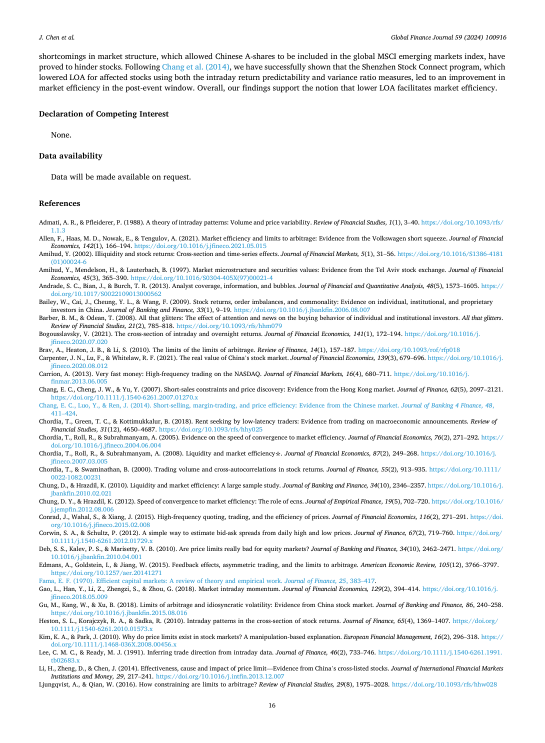 J. Chen et al.
Global Finance Journal 59 (2024) 100916
shortcomings in market structure, which allowed Chinese A-shares to be included in the global MSCI emerging markets index, have
proved to hinder stocks. Following Chang et al. (2014), we have successfully shown that the Shenzhen Stock Connect program, which
lowered LOA for affected stocks using both the intraday return predictability and variance ratio measures, led to an improvement in
market efficiency in the post-event window. Overall, our findings support the notion that lower LOA facilitates market efficiency.
Declaration of Competing Interest
None.
Data availability
Data will be made available on request.
References
Admati, A. R., & Pfleiderer, P. (1988). A theory of intraday patterns: Volume and price variability. Review of Financial Studies, 1(1), 3–40. https://doi.org/10.1093/rfs/
1.1.3
Allen, F., Haas, M. D., Nowak, E., & Tengulov, A. (2021). Market efficiency and limits to arbitrage: Evidence from the Volkswagen short squeeze. Journal of Financial
Economics, 142(1), 166–194. https://doi.org/10.1016/j.jfineco.2021.05.015
Amihud, Y. (2002). Illiquidity and stock returns: Cross-section and time-series effects. Journal of Financial Markets, 5(1), 31–56. https://doi.org/10.1016/S1386-4181
(01)00024-6
Amihud, Y., Mendelson, H., & Lauterbach, B. (1997). Market microstructure and securities values: Evidence from the Tel Aviv stock exchange. Journal of Financial
Economics, 45(3), 365–390. https://doi.org/10.1016/S0304-405X(97)00021-4
Andrade, S. C., Bian, J., & Burch, T. R. (2013). Analyst coverage, information, and bubbles. Journal of Financial and Quantitative Analysis, 48(5), 1573–1605. https://
doi.org/10.1017/S0022109013000562
Bailey, W., Cai, J., Cheung, Y. L., & Wang, F. (2009). Stock returns, order imbalances, and commonality: Evidence on individual, institutional, and proprietary
investors in China. Journal of Banking & Finance, 33(1), 9–19. https://doi.org/10.1016/j.jbankfin.2006.08.007
Barber, B. M., & Odean, T. (2008). All that glitters: The effect of attention and news on the buying behavior of individual and institutional investors. All that glitters.
Review of Financial Studies, 21(2), 785–818. https://doi.org/10.1093/rfs/hhm079
Bogousslavsky, V. (2021). The cross-section of intraday and overnight returns. Journal of Financial Economics, 141(1), 172–194. https://doi.org/10.1016/j.
jfineco.2020.07.020
Brav, A., Heaton, J. B., & Li, S. (2010). The limits of the limits of arbitrage. Review of Finance, 14(1), 157–187. https://doi.org/10.1093/rof/rfp018
Carpenter, J. N., Lu, F., & Whitelaw, R. F. (2021). The real value of China's stock market. Journal of Financial Economics, 139(3), 679–696. https://doi.org/10.1016/j.
jfineco.2020.08.012
Carrion, A. (2013). Very fast money: High-frequency trading on the NASDAQ. Journal of Financial Markets, 16(4), 680–711. https://doi.org/10.1016/j.
finmar.2013.06.005
Chang, E. C., Cheng, J. W., & Yu, Y. (2007). Short-sales constraints and price discovery: Evidence from the Hong Kong market. Journal of Finance, 62(5), 2097–2121.
https://doi.org/10.1111/j.1540-6261.2007.01270.x
Chang, E. C., Luo, Y., & Ren, J. (2014). Short-selling, margin-trading, and price efficiency: Evidence from the Chinese market. Journal of Banking & Finance, 48,
411–424.
Chordia, T., Green, T. C., & Kottimukkalur, B. (2018). Rent seeking by low-latency traders: Evidence from trading on macroeconomic announcements. Review of
Financial Studies, 31(12), 4650–4687. https://doi.org/10.1093/rfs/hhy025
Chordia, T., Roll, R., & Subrahmanyam, A. (2005). Evidence on the speed of convergence to market efficiency. Journal of Financial Economics, 76(2), 271–292. https://
doi.org/10.1016/j.jfineco.2004.06.004
Chordia, T., Roll, R., & Subrahmanyam, A. (2008). Liquidity and market efficiency☆. Journal of Financial Economics, 87(2), 249–268. https://doi.org/10.1016/j.
jfineco.2007.03.005
Chordia, T., & Swaminathan, B. (2000). Trading volume and cross-autocorrelations in stock returns. Journal of Finance, 55(2), 913–935. https://doi.org/10.1111/
0022-1082.00231
Chung, D., & Hrazdil, K. (2010). Liquidity and market efficiency: A large sample study. Journal of Banking and Finance, 34(10), 2346–2357. https://doi.org/10.1016/j.
jbankfin.2010.02.021
Chung, D. Y., & Hrazdil, K. (2012). Speed of convergence to market efficiency: The role of ecns. Journal of Empirical Finance, 19(5), 702–720. https://doi.org/10.1016/
j.jempfin.2012.08.006
Conrad, J., Wahal, S., & Xiang, J. (2015). High-frequency quoting, trading, and the efficiency of prices. Journal of Financial Economics, 116(2), 271–291. https://doi.
org/10.1016/j.jfineco.2015.02.008
Corwin, S. A., & Schultz, P. (2012). A simple way to estimate bid-ask spreads from daily high and low prices. Journal of Finance, 67(2), 719–760. https://doi.org/
10.1111/j.1540-6261.2012.01729.x
Deb, S. S., Kalev, P. S., & Marisetty, V. B. (2010). Are price limits really bad for equity markets? Journal of Banking and Finance, 34(10), 2462–2471. https://doi.org/
10.1016/j.jbankfin.2010.04.001
Edmans, A., Goldstein, I., & Jiang, W. (2015). Feedback effects, asymmetric trading, and the limits to arbitrage. American Economic Review, 105(12), 3766–3797.
https://doi.org/10.1257/aer.20141271
Fama, E. F. (1970). Efficient capital markets: A review of theory and empirical work. Journal of Finance, 25, 383–417.
Gao, L., Han, Y., Li, Z., Zhengzi, S., & Zhou, G. (2018). Market intraday momentum. Journal of Financial Economics, 129(2), 394–414. https://doi.org/10.1016/j.
jfineco.2018.05.009
Gu, M., Kang, W., & Xu, B. (2018). Limits of arbitrage and idiosyncratic volatility: Evidence from China stock market. Journal of Banking and Finance, 86, 240–258.
https://doi.org/10.1016/j.jbankfin.2015.08.016
Heston, S. L., Korajczyk, R. A., & Sadka, R. (2010). Intraday patterns in the cross-section of stock returns. Journal of Finance, 65(4), 1369–1407. https://doi.org/
10.1111/j.1540-6261.2010.01573.x
Kim, K. A., & Park, J. (2010). Why do price limits exist in stock markets? A manipulation-based explanation. European Financial Management, 16(2), 296–318. https://
doi.org/10.1111/j.1468-036X.2008.00456.x
Lee, C. M. C., & Ready, M. J. (1991). Inferring trade direction from intraday data. Journal of Finance, 46(2), 733–746. https://doi.org/10.1111/j.1540-6261.1991.
tb02683.x
Li, H., Zheng, D., & Chen, J. (2014). Effectiveness, cause and impact of price limit—Evidence from China's cross-listed stocks. Journal of International Financial Markets
Institutions and Money, 29, 217–241. https://doi.org/10.1016/j.intfin.2013.12.007
Ljungqvist, A., & Qian, W. (2016). How constraining are limits to arbitrage? Review of Financial Studies, 29(8), 1975–2028. https://doi.org/10.1093/rfs/hhw028
16